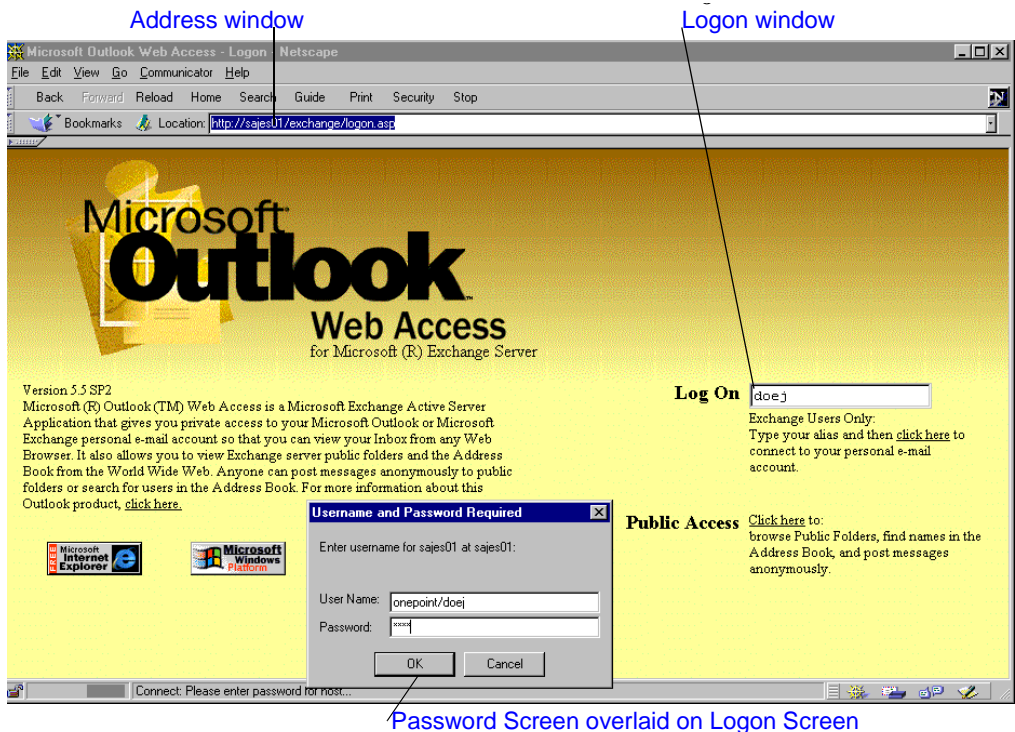 Address window
Logon window
Microsoft Outlook Web Access - Logon - Netscape
File Edit View Go Communicator Help
Back Forward Reload Home Search Guide Print Security Stop
N
Bookmarks Location: http://sajes01/exchange/logon.asp
Microsoft
Outlook
Web Access
for Microsoft (R) Exchange Server
Version 5.5 SP2
Microsoft (R) Outlook (TM) Web Access is a Microsoft Exchange Active Server
Application that gives you private access to your Microsoft Outlook or Microsoft
Exchange personal e-mail account so that you can view your Inbox from any Web
Browser. It also allows you to view Exchange server public folders and the Address
Book from the World Wide Web. Anyone can post messages anonymously to public
folders or search for users in the Address Book. For more information about this
Outlook product, click here.
FREE
Microsoft
Internet
Explorer
Microsoft
Windows
Platform
Log On doej
Exchange Users Only:
Type your alias and then click here to
connect to your personal e-mail
account.
Public Access Click here to:
browse Public Folders, find names in the
Address Book, and post messages
anonymously.
Username and Password Required
Enter username for sajes01 at sajes01:
User Name: onepoint/doej
Password: ****
OK Cancel
Connect: Please enter password for host...
Password Screen overlaid on Logon Screen